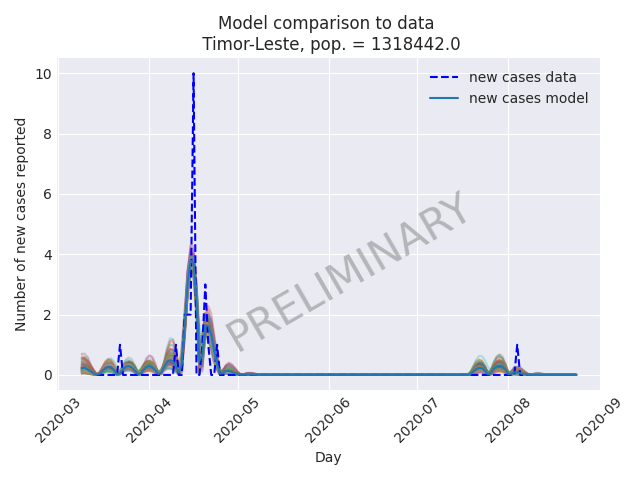 Model comparison to data
Timor-Leste, pop. = 1318442.0
new cases data
new cases model
Number of new cases reported
10
8
6
4
2
0
PRELIMINARY
2020-03
2020-04
2020-05
2020-06
2020-07
2020-08
2020-09
Day